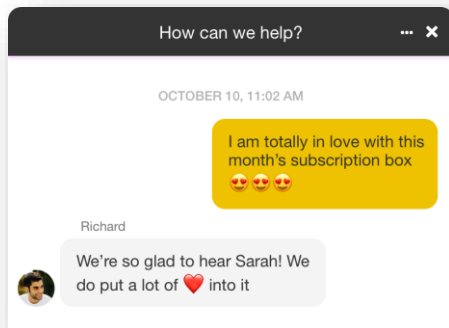 How can we help?
OCTOBER 10, 11:02 AM
I am totally in love with this
month's subscription box
😍😍😍
Richard
We're so glad to hear Sarah! We
do put a lot of ❤️ into it